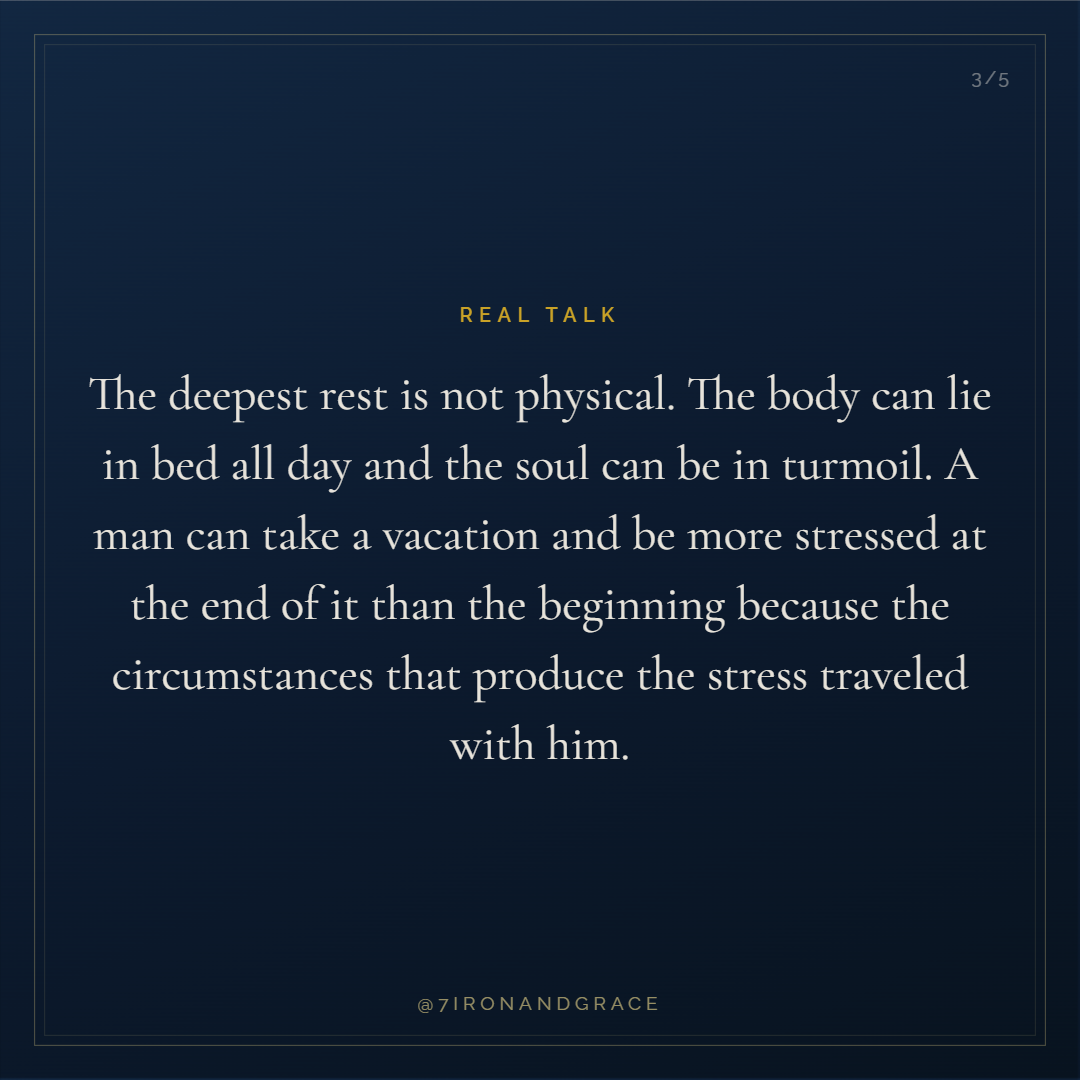 3/5
REAL TALK
The deepest rest is not physical. The body can lie
in bed all day and the soul can be in turmoil. A
man can take a vacation and be more stressed at
the end of it than the beginning because the
circumstances that produce the stress traveled
with him.
@7IRONANDGRACE